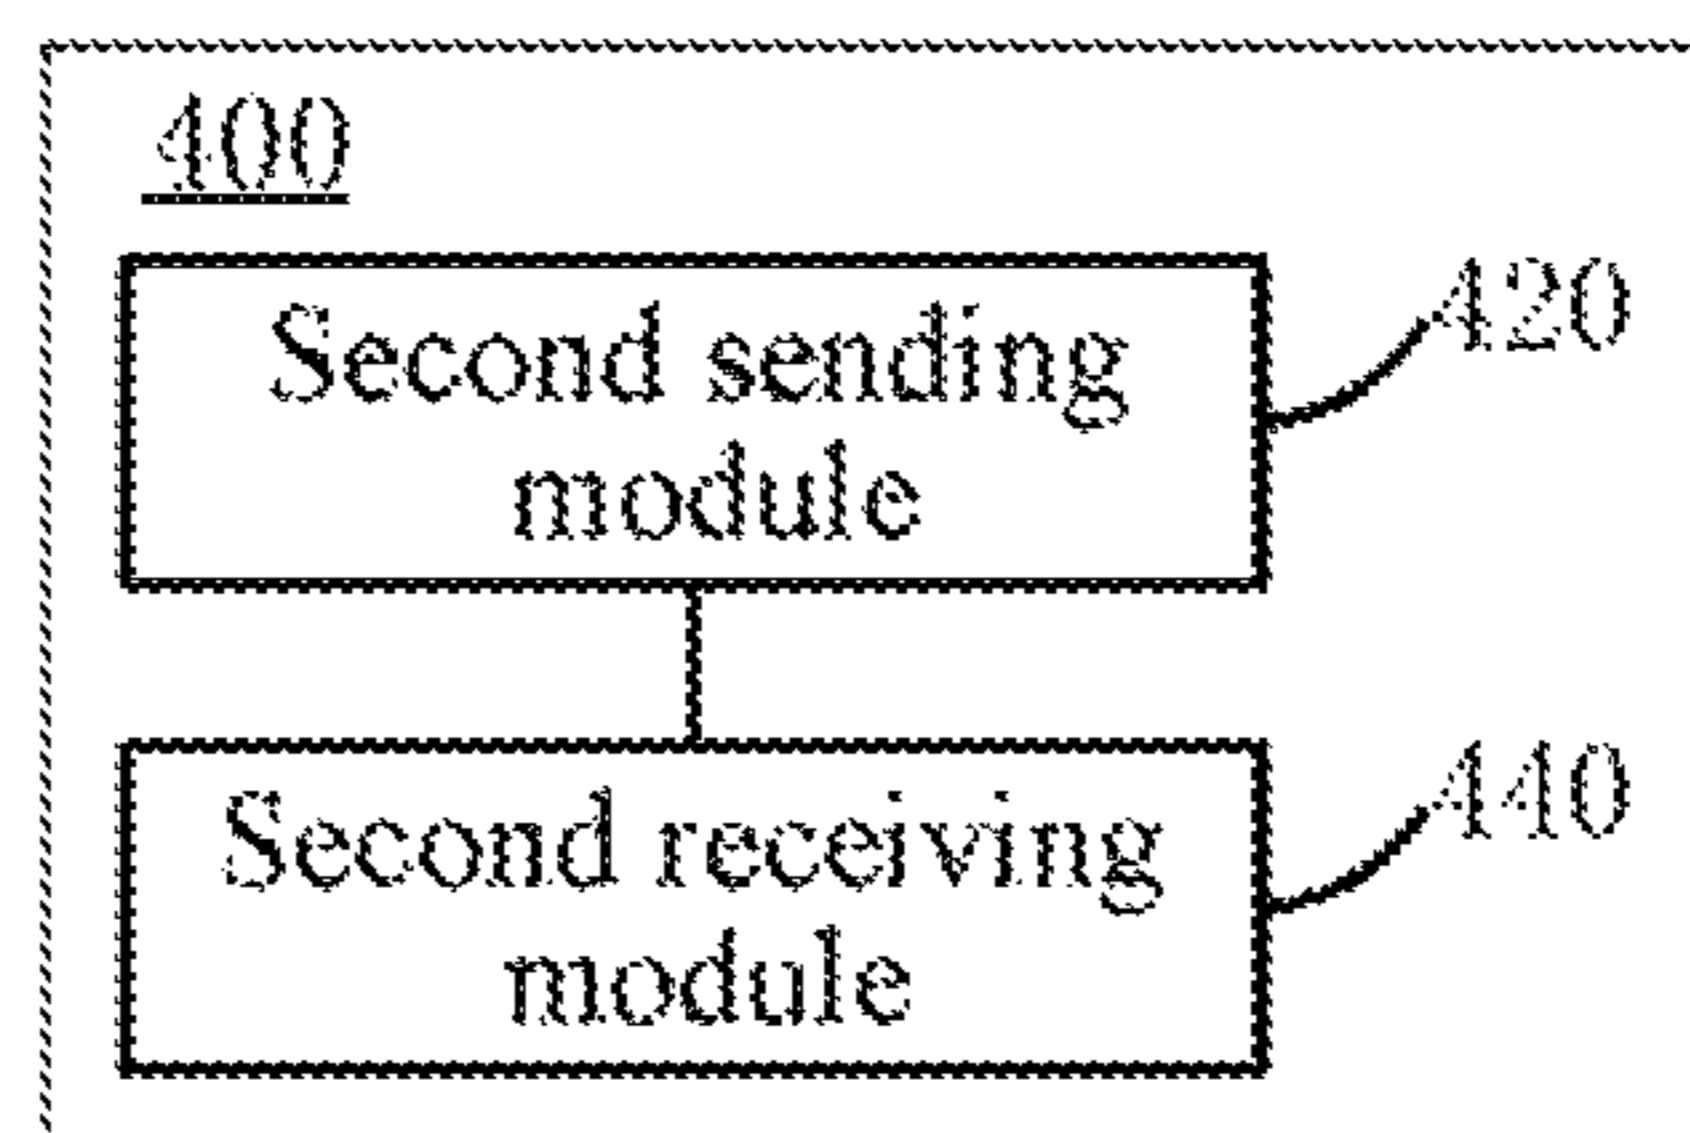 400
Second sending
module
420
Second receiving
module
440